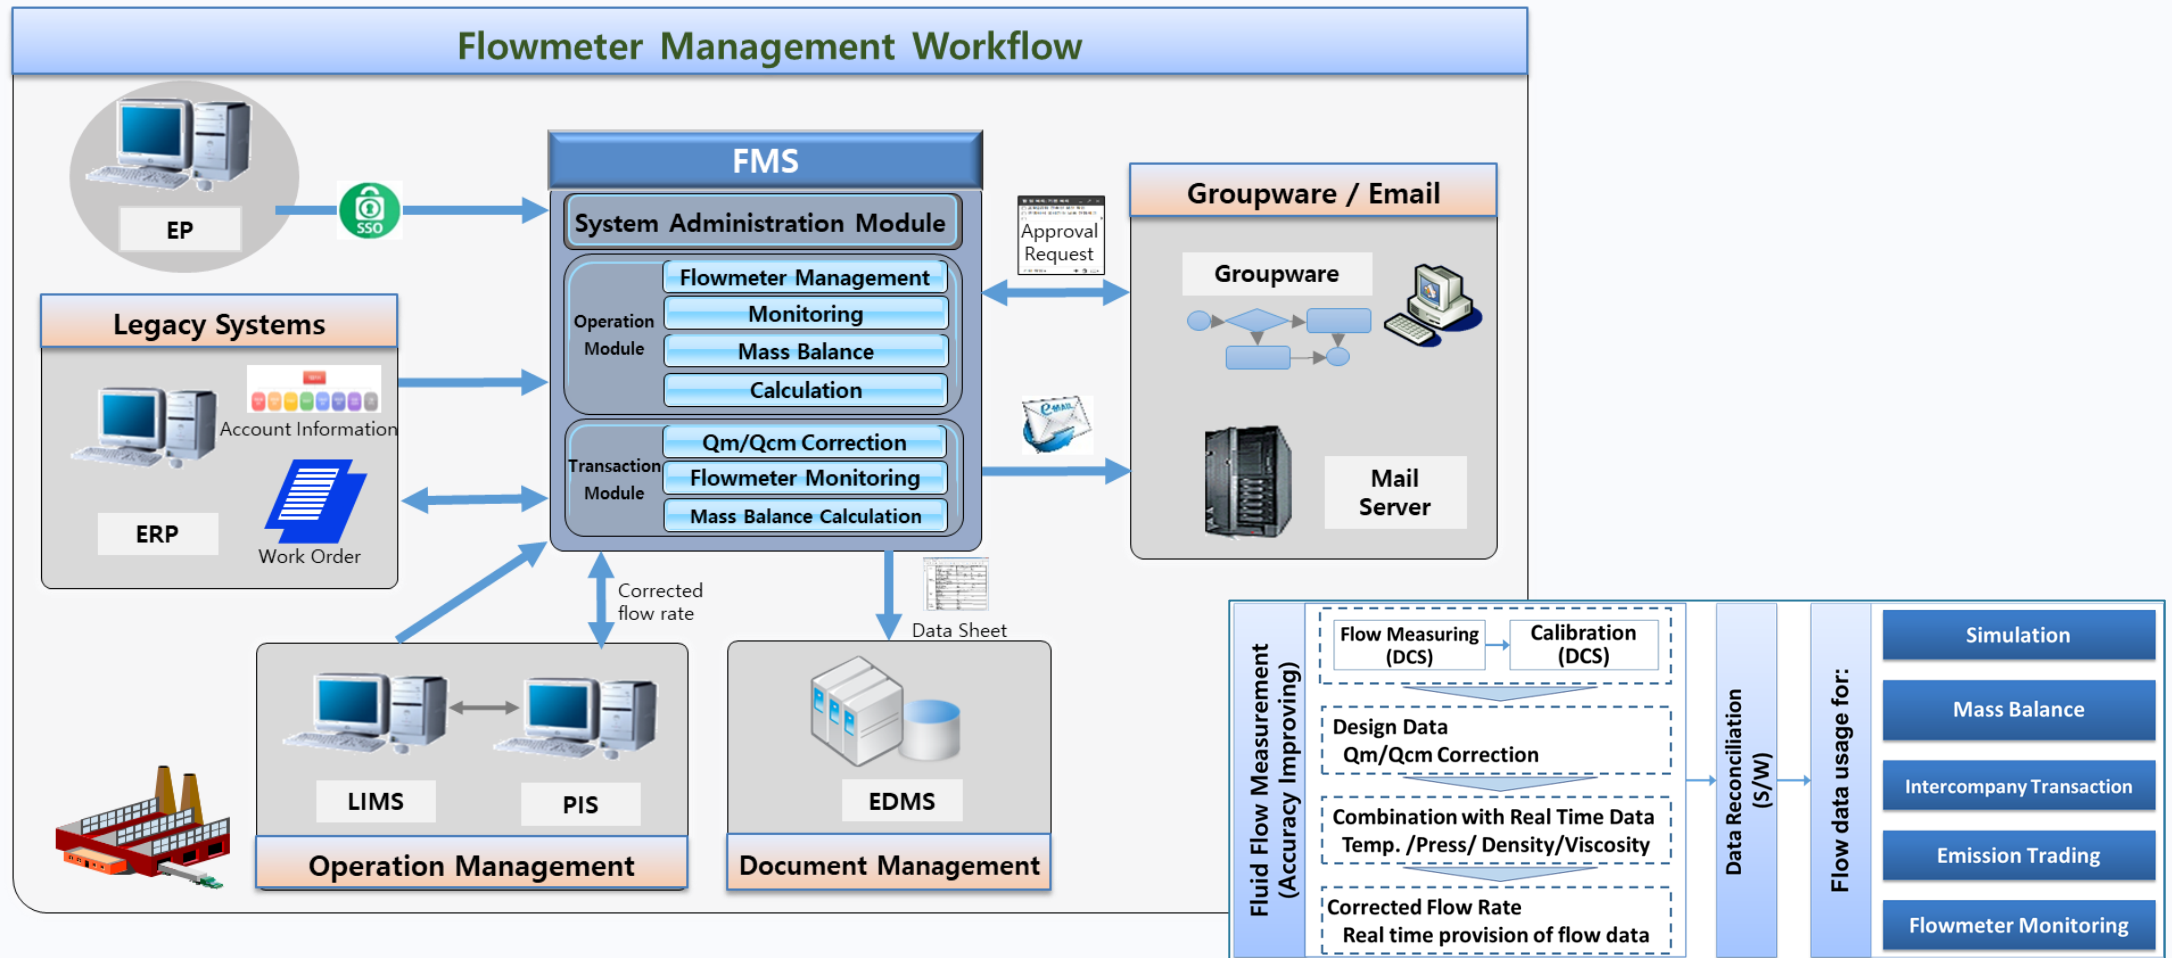 Flowmeter Management Workflow
EP
SSO
FMS
System Administration Module
Operation
Module
Flowmeter Management
Monitoring
Mass Balance
Calculation
Transaction
Module
Qm/Qcm Correction
Flowmeter Monitoring
Mass Balance Calculation
Approval
Request
Groupware / Email
Groupware
e-MAIL
Mail
Server
Legacy Systems
Account Information
ERP
Work Order
Corrected
flow rate
Data Sheet
LIMS
PIS
Operation Management
EDMS
Document Management
Fluid Flow Measurement
(Accuracy Improving)
Flow Measuring
(DCS)
Calibration
(DCS)
Design Data
Qm/Qcm Correction
Combination with Real Time Data
Temp. /Press/ Density/Viscosity
Corrected Flow Rate
Real time provision of flow data
Data Reconciliation
(S/W)
Flow data usage for:
Simulation
Mass Balance
Intercompany Transaction
Emission Trading
Flowmeter Monitoring